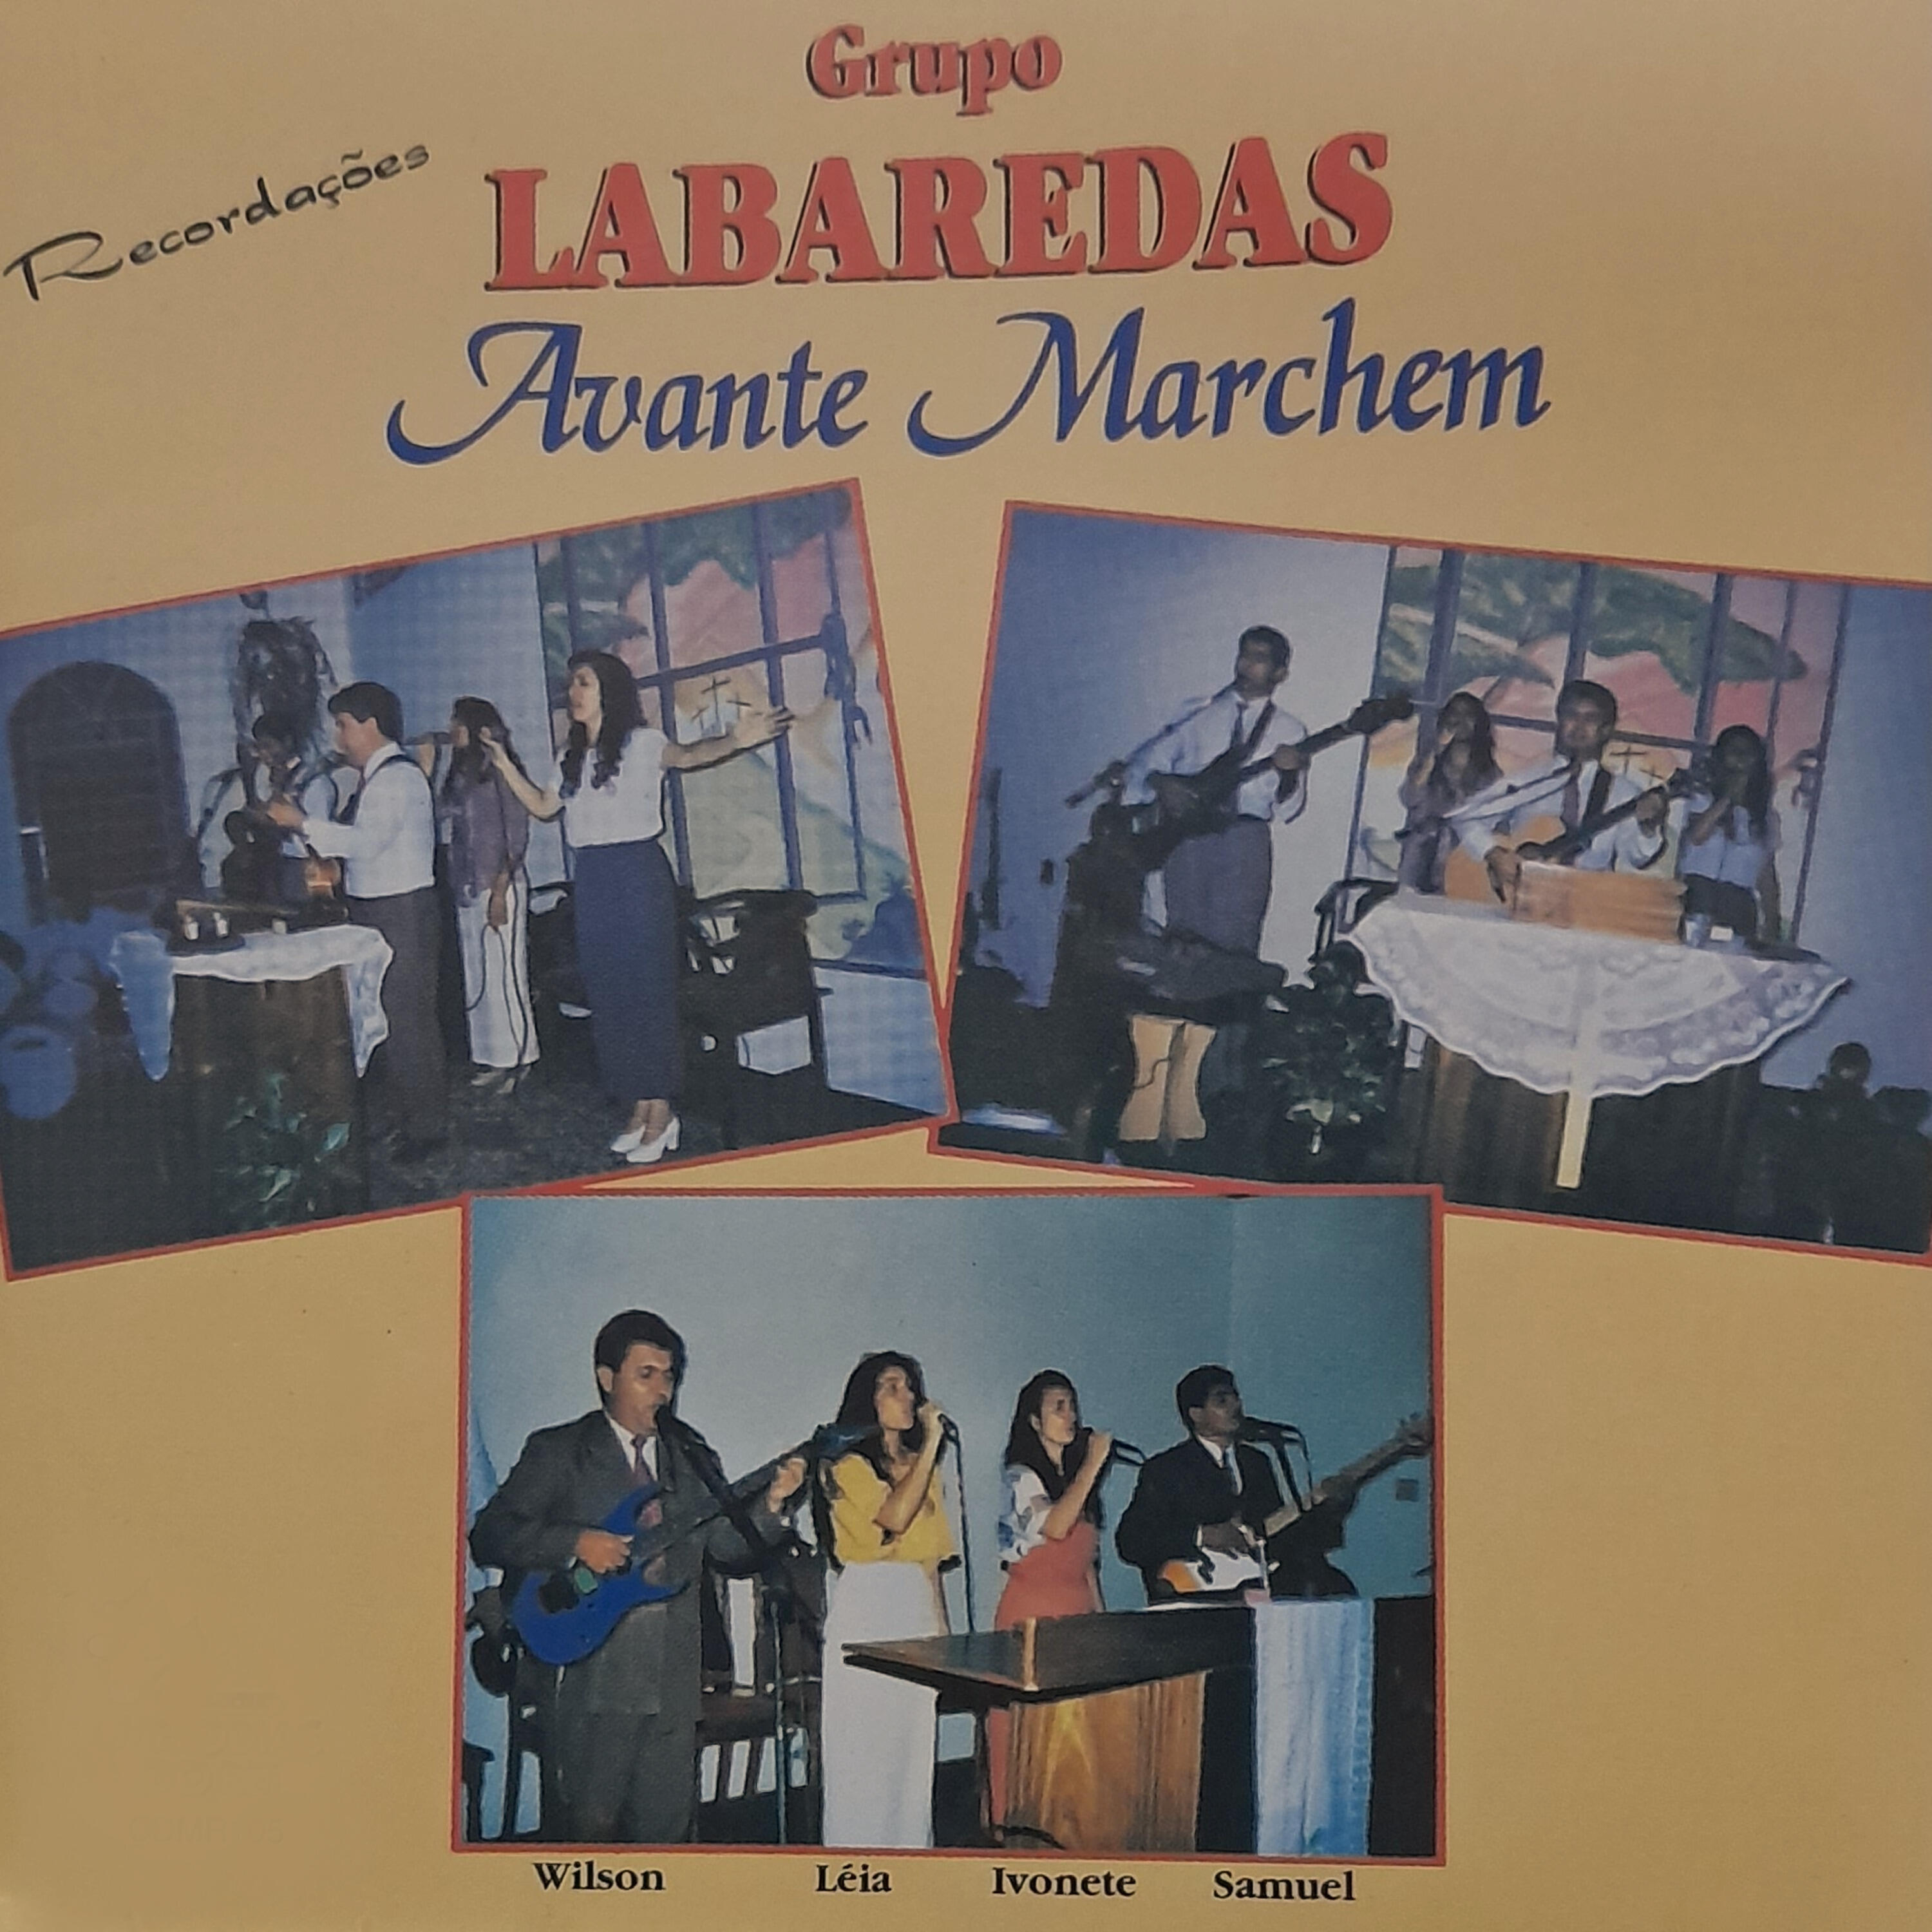 Grupo
Recordações
LABAREDAS
Avante Marchem
Wilson Léia Ivonete Samuel